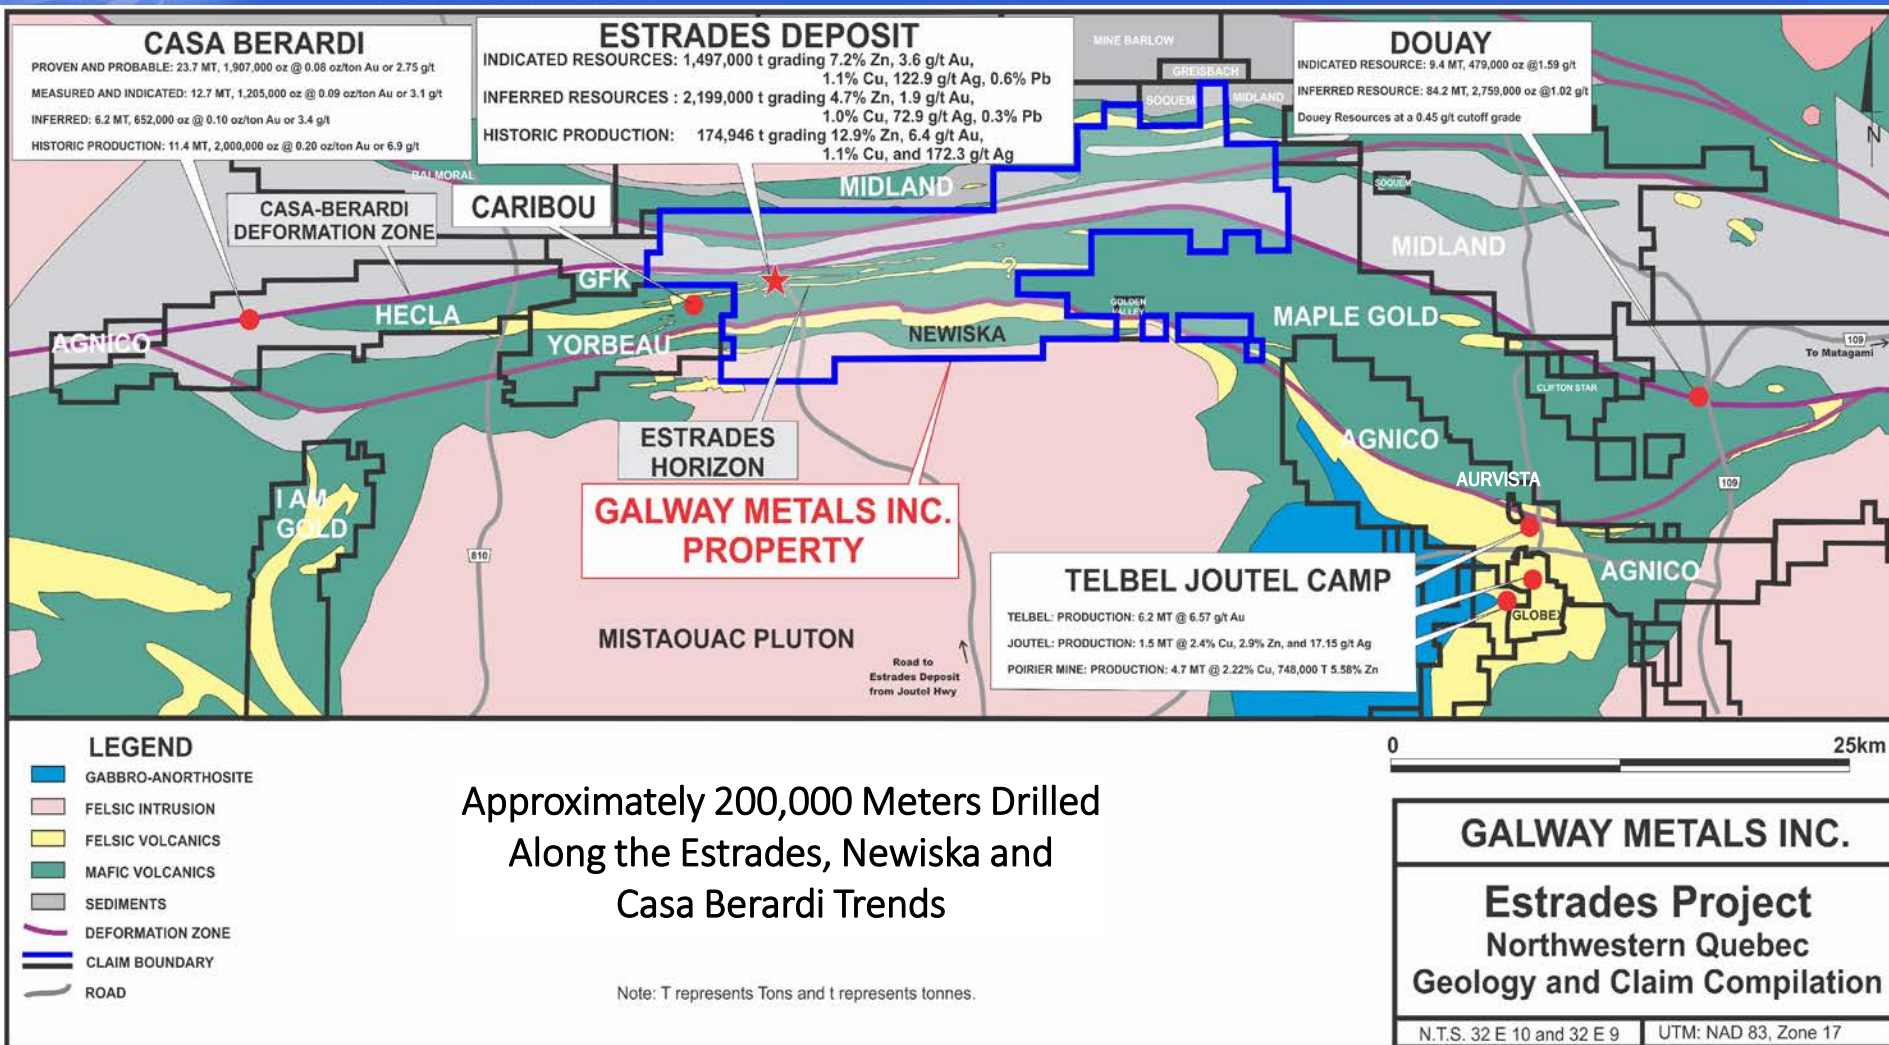 CASA BERARDI
PROVEN AND PROBABLE: 23.7 MT, 1,907,000 oz @ 0.08 oz/ton Au or 2.75 g/t
MEASURED AND INDICATED: 12.7 MT, 1,205,000 oz @ 0.09 oz/ton Au or 3.1 g/t
INFERRED: 6.2 MT, 652,000 oz @ 0.10 oz/ton Au or 3.4 g/t
HISTORIC PRODUCTION: 11.4 MT, 2,000,000 oz @ 0.20 oz/ton Au or 6.9 g/t
ESTRADES DEPOSIT
INDICATED RESOURCES: 1,497,000 t grading 7.2% Zn, 3.6 g/t Au,
1.1% Cu, 122.9 g/t Ag, 0.6% Pb
INFERRED RESOURCES : 2,199,000 t grading 4.7% Zn, 1.9 g/t Au,
1.0% Cu, 72.9 g/t Ag, 0.3% Pb
HISTORIC PRODUCTION: 174,946 t grading 12.9% Zn, 6.4 g/t Au,
1.1% Cu, and 172.3 g/t Ag
MINE BARLOW
GREISBACH
SOQUEM
MIDLAND
DOUAY
INDICATED RESOURCE: 9.4 MT, 479,000 oz @1.59 g/t
INFERRED RESOURCE: 84.2 MT, 2,759,000 oz @1.02 g/t
Douey Resources at a 0.45 g/t cutoff grade
N
BALMORAL
MIDLAND
SOQUEM
CASA-BERARDI
DEFORMATION ZONE
CARIBOU
MIDLAND
GFK
?
HECLA
AGNICO
YORBEAU
NEWISKA
GOLDEN
VALLEY
MAPLE GOLD
109
To Matagami
CLIFTON STAR
ESTRADES
HORIZON
AGNICO
AURVISTA
109
I AM
GOLD
GALWAY METALS INC.
PROPERTY
810
AGNICO
TELBEL JOUTEL CAMP
TELBEL: PRODUCTION: 6.2 MT @ 6.57 g/t Au
JOUTEL: PRODUCTION: 1.5 MT @ 2.4% Cu, 2.9% Zn, and 17.15 g/t Ag
POIRIER MINE: PRODUCTION: 4.7 MT @ 2.22% Cu, 748,000 T 5.58% Zn
GLOBEX
MISTAOUAC PLUTON
Road to
Estrades Deposit
from Joutel Hwy
LEGEND
GABBRO-ANORTHOSITE
FELSIC INTRUSION
FELSIC VOLCANICS
MAFIC VOLCANICS
SEDIMENTS
DEFORMATION ZONE
CLAIM BOUNDARY
ROAD
Approximately 200,000 Meters Drilled
Along the Estrades, Newiska and
Casa Berardi Trends
Note: T represents Tons and t represents tonnes.
0 25km
GALWAY METALS INC.
Estrades Project
Northwestern Quebec
Geology and Claim Compilation
N.T.S. 32 E 10 and 32 E 9
UTM: NAD 83, Zone 17